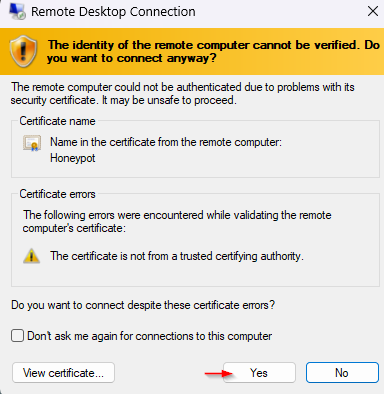 Remote Desktop Connection
The identity of the remote computer cannot be verified. Do
you want to connect anyway?
The remote computer could not be authenticated due to problems with its
security certificate. It may be unsafe to proceed.
Certificate name
Name in the certificate from the remote computer:
Honeypot
Certificate errors
The following errors were encountered while validating the remote
computer's certificate:
The certificate is not from a trusted certifying authority.
Do you want to connect despite these certificate errors?
Don't ask me again for connections to this computer
View certificate... Yes No